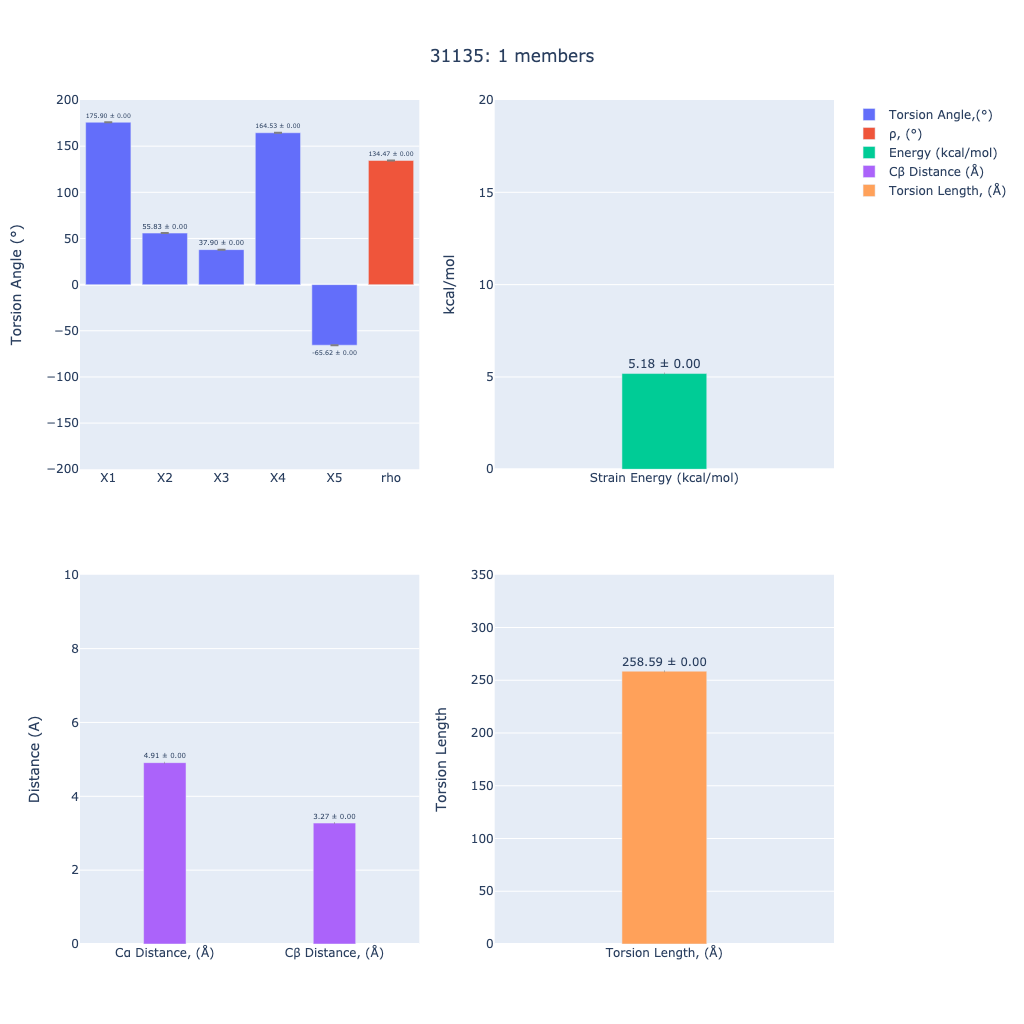 31135: 1 members
Torsion Angle (°)
200
150
100
50
0
−50
−100
−150
−200
175.90 ± 0.00
55.83 ± 0.00
37.90 ± 0.00
164.53 ± 0.00
-65.62 ± 0.00
134.47 ± 0.00
X1 X2 X3 X4 X5 rho
kcal/mol
20
15
10
5
0
5.18 ± 0.00
Strain Energy (kcal/mol)
Torsion Angle,(°)
ρ, (°)
Energy (kcal/mol)
Cβ Distance (Å)
Torsion Length, (Å)
Distance (A)
10
8
6
4
2
0
4.91 ± 0.00
3.27 ± 0.00
Cα Distance, (Å) Cβ Distance, (Å)
Torsion Length
350
300
250
200
150
100
50
0
258.59 ± 0.00
Torsion Length, (Å)